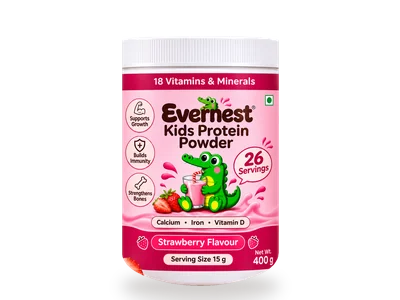 18 Vitamins & Minerals
Evernest®
Kids Protein
Powder
Supports
Growth
Builds
Immunity
Strengthens
Bones
26
Servings
Calcium • Iron • Vitamin D
Strawberry Flavour
Serving Size 15 g
Net Wt.
400 g